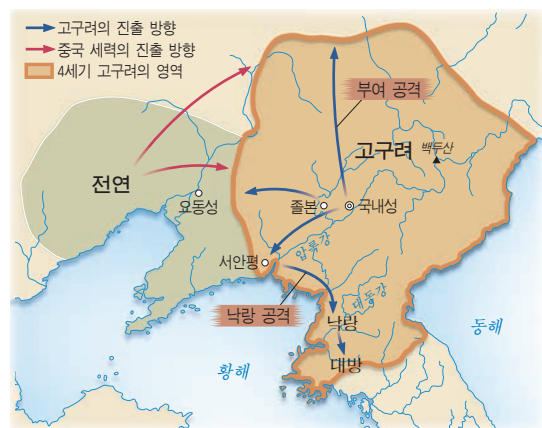 고구려의 진출 방향
중국 세력의 진출 방향
4세기 고구려의 영역
부여 공격
고구려
백두산
전연
요동성
졸본
국내성
압록강
서안평
대동강
낙랑 공격
낙랑
동해
대방
황해